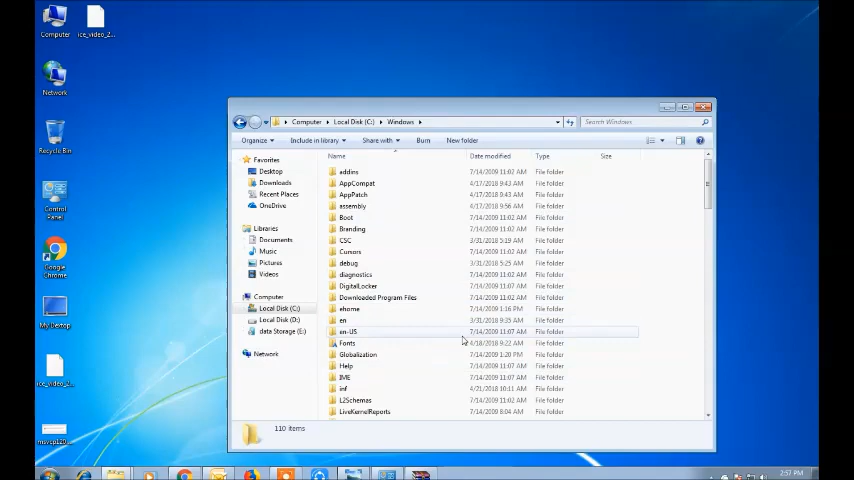 Computer
ice_video_2...
Network
Recycle Bin
Control
Panel
Google
Chrome
My Dextop
ice_video_2...
msvcp120...
Computer ▸ Local Disk (C:) ▸ Windows ▸
Search Windows
Organize ▾ Include in library ▾ Share with ▾ Burn New folder
Favorites
Desktop
Downloads
Recent Places
OneDrive
Libraries
Documents
Music
Pictures
Videos
Computer
Local Disk (C:)
Local Disk (D:)
data Storage (E:)
Network
Name Date modified Type Size
addins 7/14/2009 11:02 AM File folder
AppCompat 4/17/2018 9:43 AM File folder
AppPatch 4/17/2018 9:43 AM File folder
assembly 4/17/2018 9:56 AM File folder
Boot 7/14/2009 11:02 AM File folder
Branding 7/14/2009 11:02 AM File folder
CSC 3/31/2018 5:19 AM File folder
Cursors 7/14/2009 11:02 AM File folder
debug 3/31/2018 5:25 AM File folder
diagnostics 7/14/2009 11:02 AM File folder
DigitalLocker 7/14/2009 11:02 AM File folder
Downloaded Program Files 7/14/2009 11:02 AM File folder
ehome 7/14/2009 1:16 PM File folder
en 3/31/2018 9:35 AM File folder
en-US 7/14/2009 11:07 AM File folder
Fonts 4/18/2018 9:22 AM File folder
Globalization 7/14/2009 1:20 PM File folder
Help 7/14/2009 11:07 AM File folder
IME 7/14/2009 11:07 AM File folder
inf 4/21/2018 10:11 AM File folder
L2Schemas 7/14/2009 11:02 AM File folder
LiveKernelReports 7/14/2009 8:04 AM File folder
110 items
2:57 PM